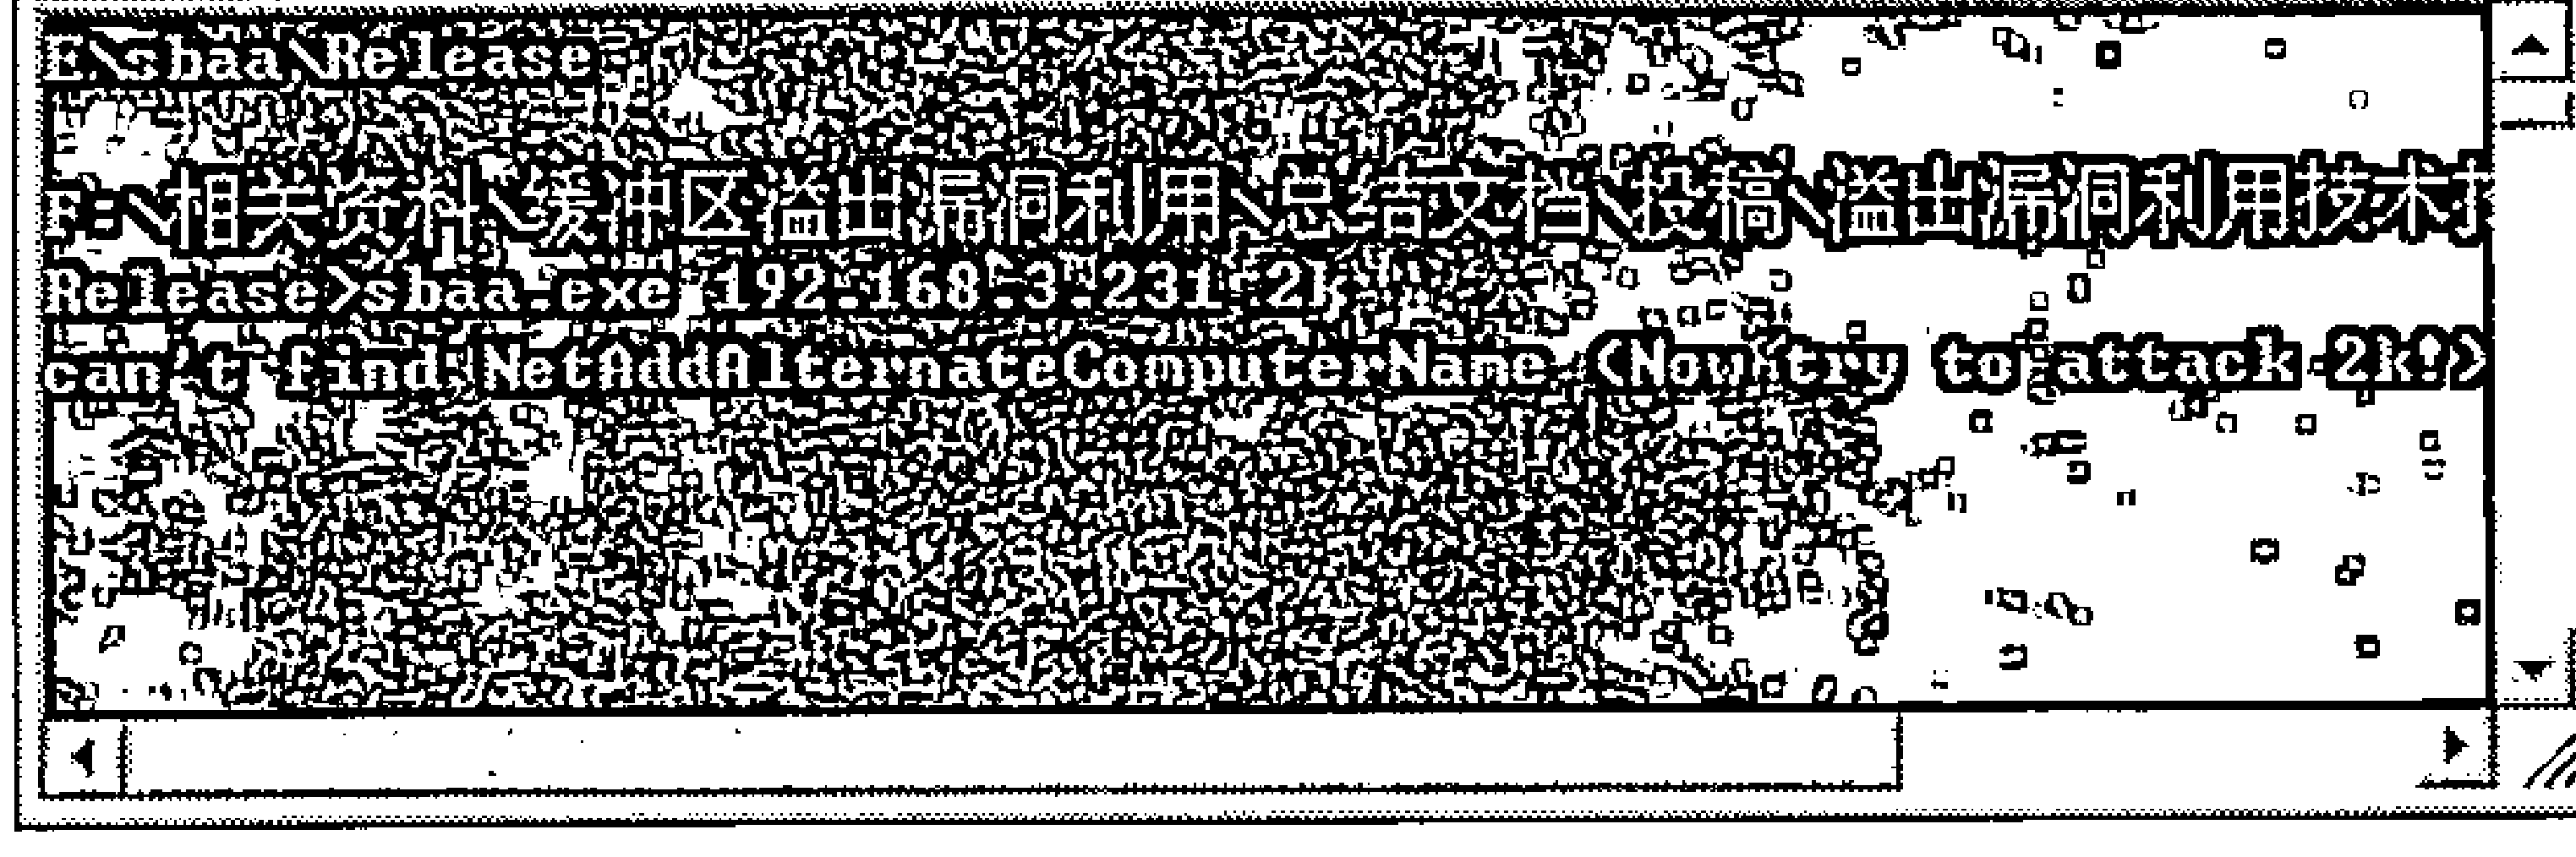 E\sbaa\Release
F:\相关资料\缓冲区溢出漏洞利用\总结文档\投稿\溢出漏洞利用技术
Release>sbaa.exe 192.168.3.231 2k
can't find NetAddAlternateComputerName (Now try to attack 2k!)